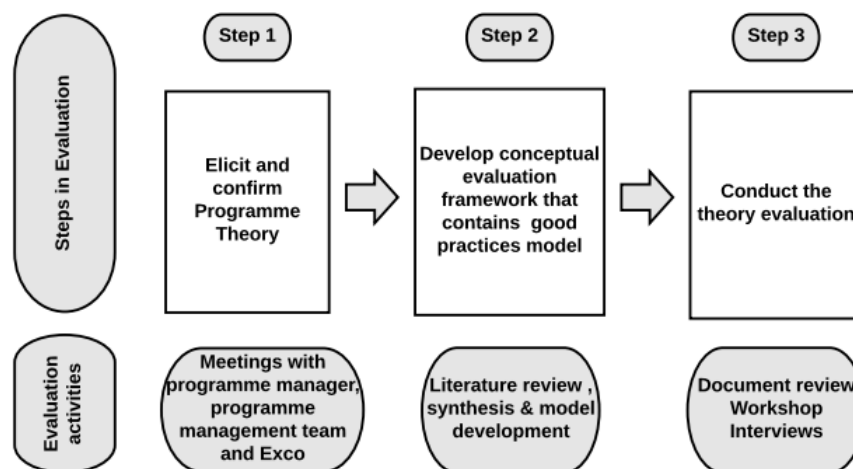 Step 1
Step 2
Step 3
Steps in Evaluation
Elicit and
confirm
Programme
Theory
Develop conceptual
evaluation
framework that
contains good
practices model
Conduct the
theory evaluation
Evaluation
activities
Meetings with
programme manager,
programme
management team
and Exco
Literature review ,
synthesis & model
development
Document review
Workshop
Interviews